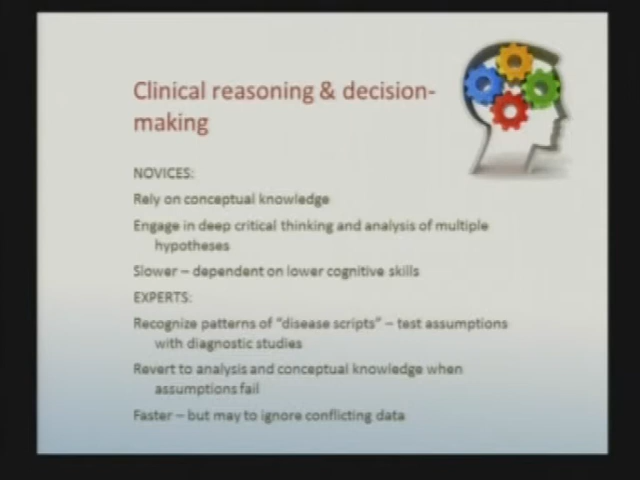 Clinical reasoning & decision-
making
NOVICES:
Rely on conceptual knowledge
Engage in deep critical thinking and analysis of multiple
hypotheses
Slower – dependent on lower cognitive skills
EXPERTS:
Recognize patterns of "disease scripts" – test assumptions
with diagnostic studies
Revert to analysis and conceptual knowledge when
assumptions fail
Faster – but may to ignore conflicting data